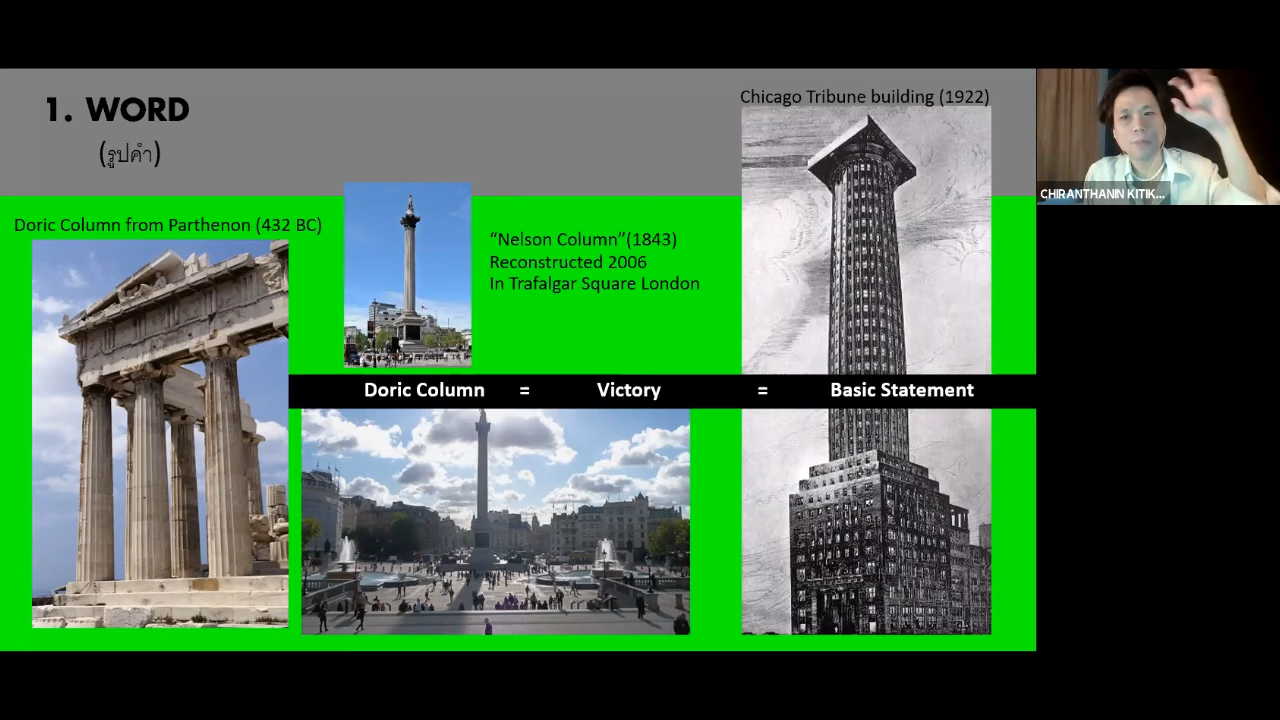 1. WORD
(รูปคำ)
Chicago Tribune building (1922)
CHIRANTHANIN KITIK...
Doric Column from Parthenon (432 BC)
“Nelson Column”(1843)
Reconstructed 2006
In Trafalgar Square London
Doric Column = Victory = Basic Statement